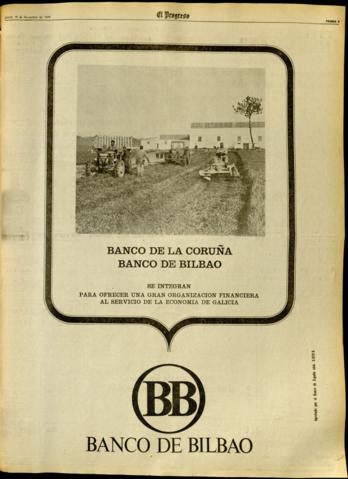 El Progreso
BANCO DE LA CORUÑA
BANCO DE BILBAO
SE INTEGRAN
PARA OFRECER UNA GRAN ORGANIZACION FINANCIERA
AL SERVICIO DE LA ECONOMIA DE GALICIA
BB
BANCO DE BILBAO